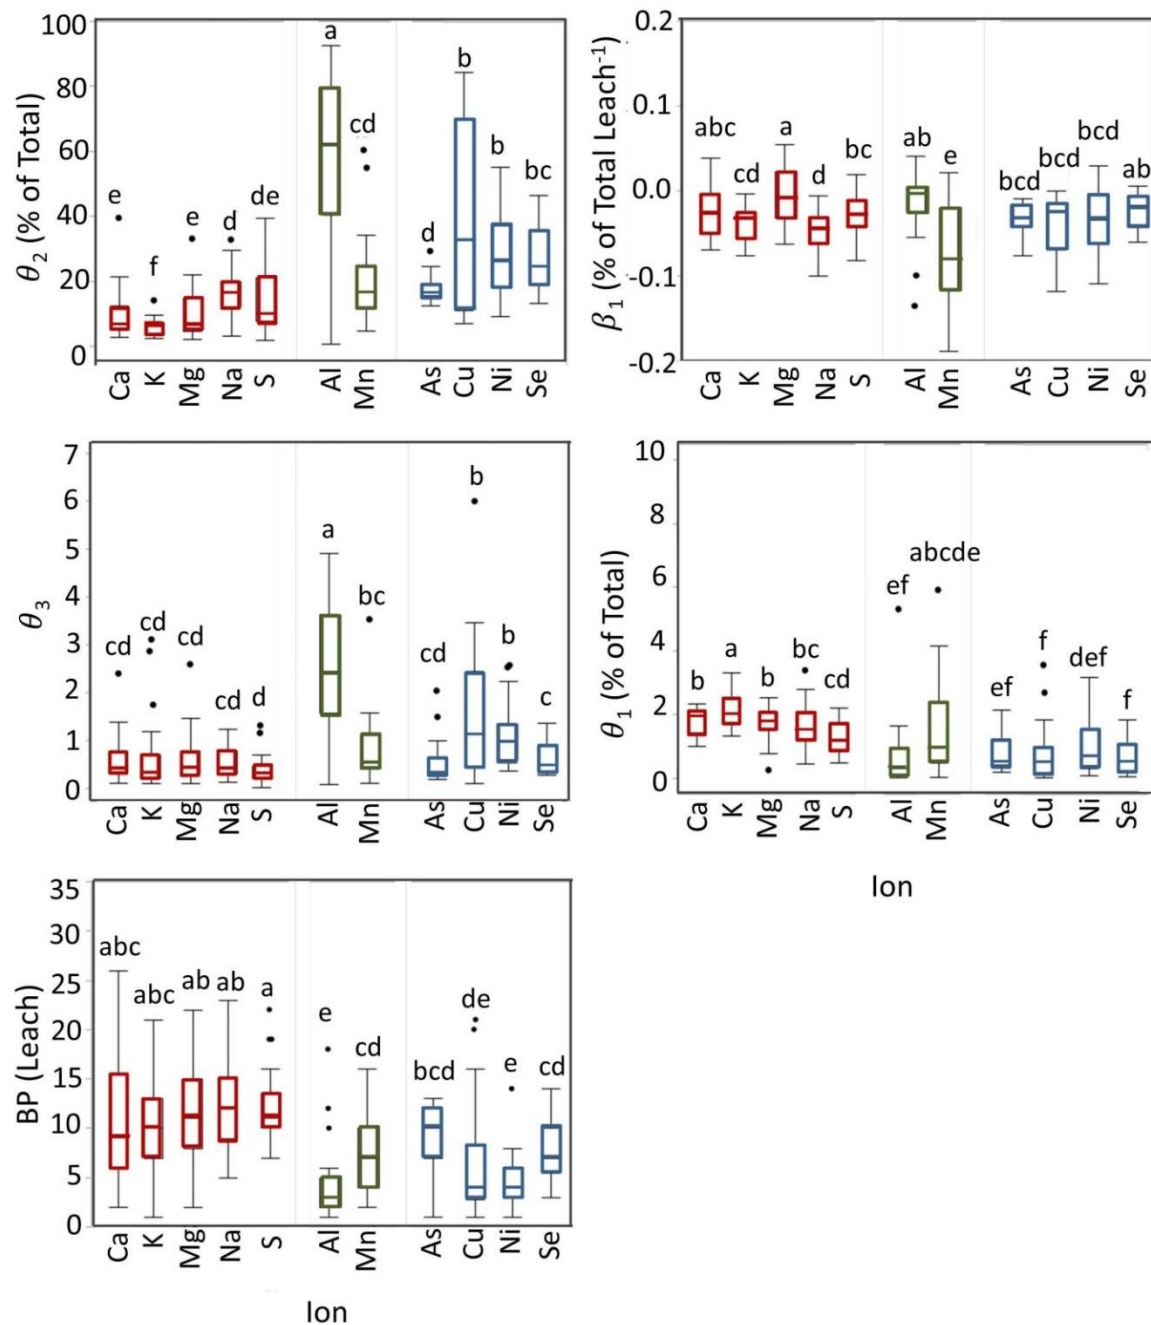 θ2 (% of Total)
100
80
60
40
20
0
e
f
e
d
de
a
cd
d
b
b
bc
Ca K Mg Na S Al Mn As Cu Ni Se
β1 (% of Total Leach-1)
0.2
0.1
0.0
-0.1
-0.2
abc
cd
a
d
bc
ab
e
bcd
bcd
bcd
ab
Ca K Mg Na S Al Mn As Cu Ni Se
θ3
7
6
5
4
3
2
1
0
cd
cd
cd
cd
d
a
bc
cd
b
b
c
Ca K Mg Na S Al Mn As Cu Ni Se
θ1 (% of Total)
10
8
6
4
2
0
b
a
b
bc
cd
ef
abcde
ef
f
def
f
Ca K Mg Na S Al Mn As Cu Ni Se
Ion
BP (Leach)
35
30
25
20
15
10
5
0
abc
abc
ab
ab
a
e
cd
bcd
de
e
cd
Ca K Mg Na S Al Mn As Cu Ni Se
Ion